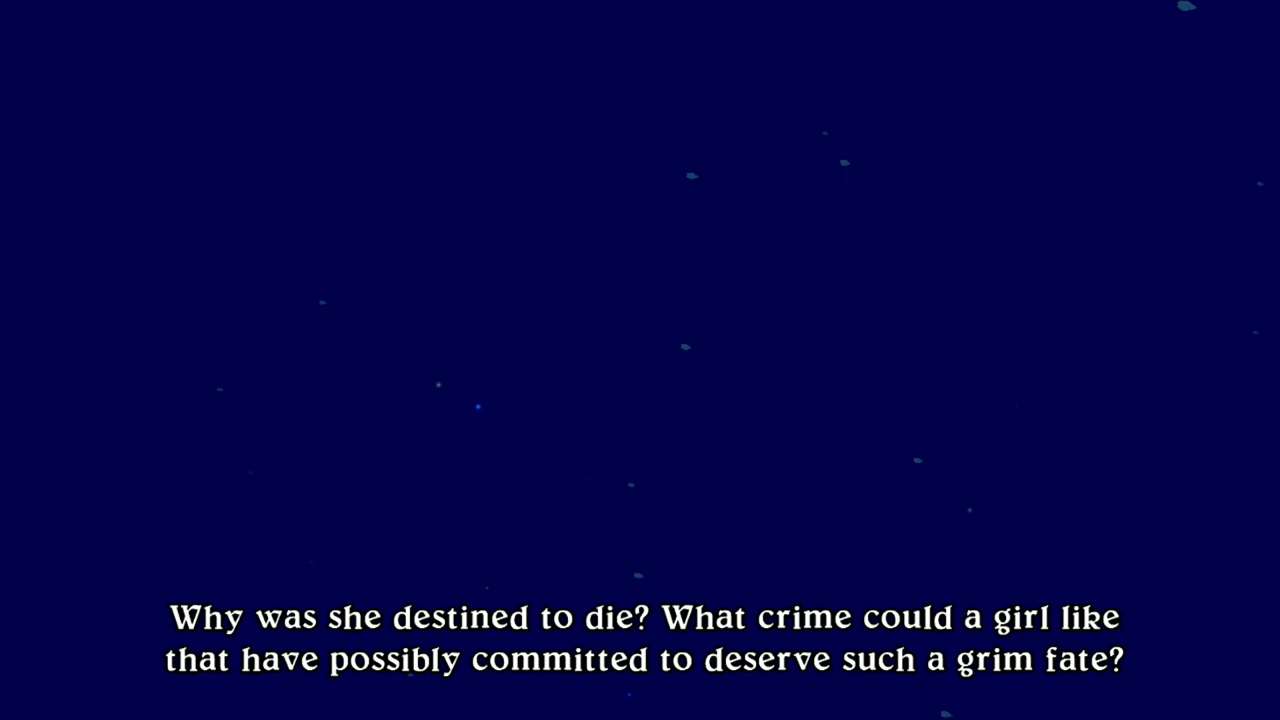 Why was she destined to die? What crime could a girl like
that have possibly committed to deserve such a grim fate?